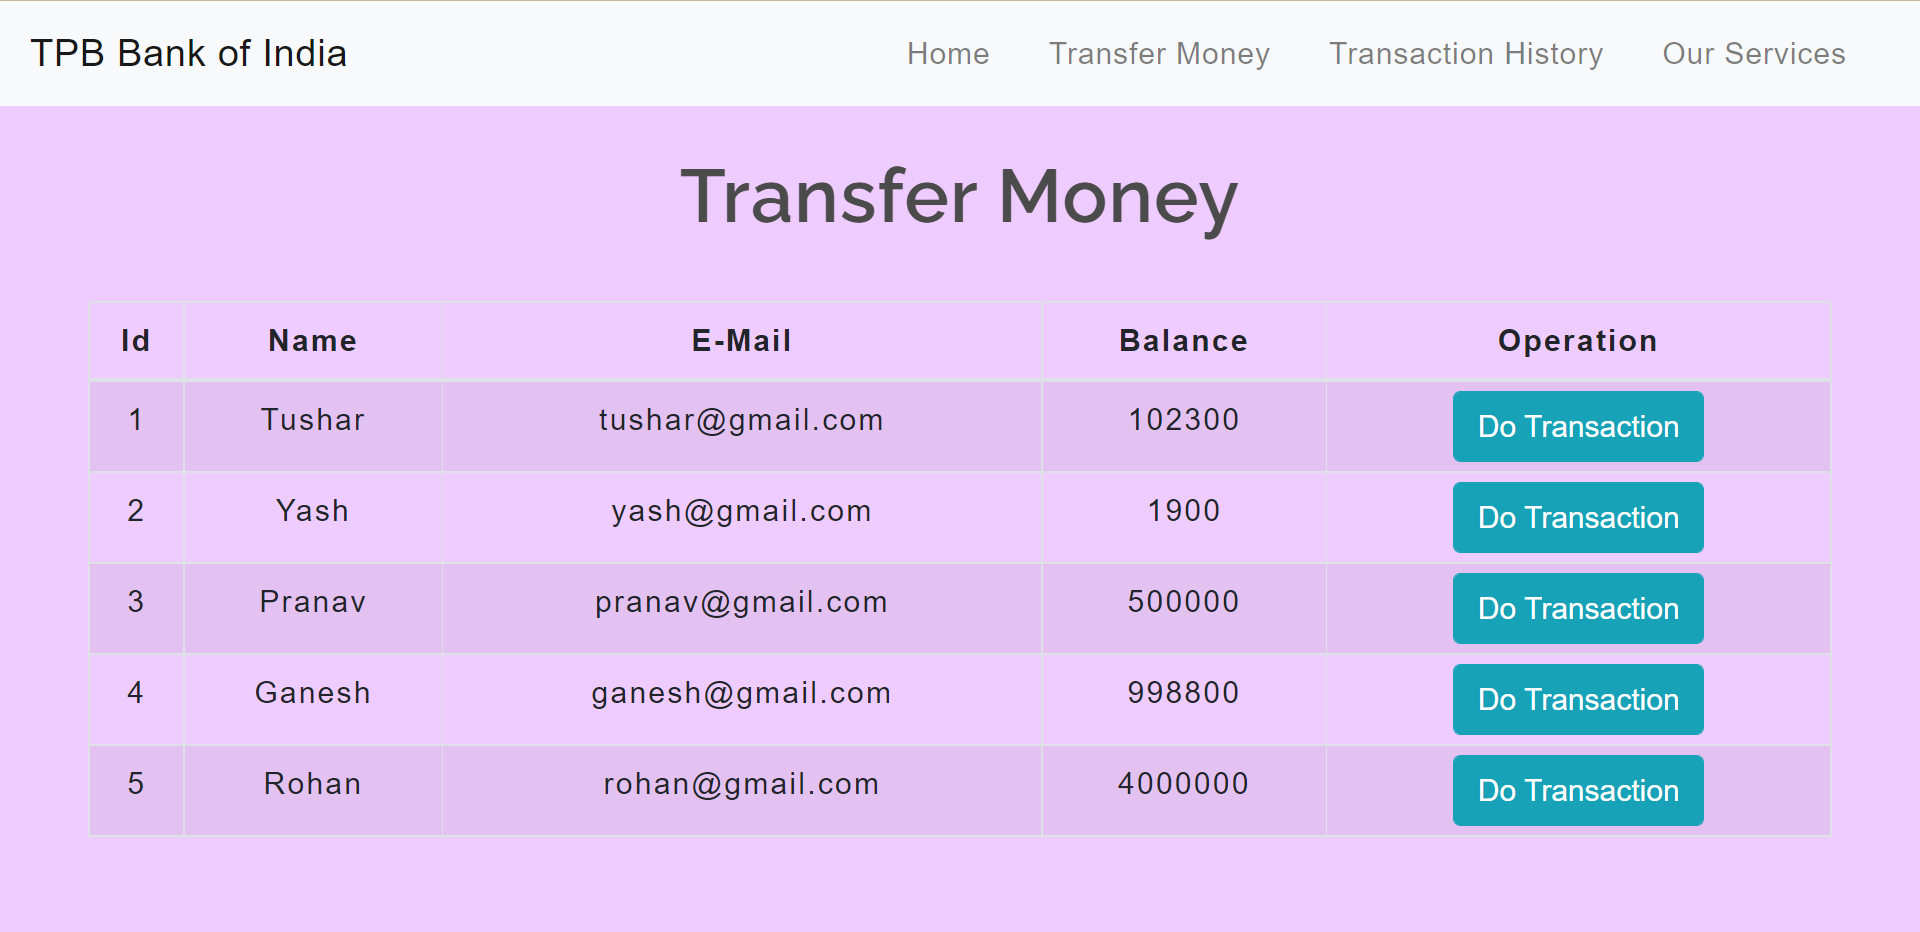 TPB Bank of India Home Transfer Money Transaction History Our Services
Transfer Money
Id Name E-Mail Balance Operation
1 Tushar tushar@gmail.com 102300 Do Transaction
2 Yash yash@gmail.com 1900 Do Transaction
3 Pranav pranav@gmail.com 500000 Do Transaction
4 Ganesh ganesh@gmail.com 998800 Do Transaction
5 Rohan rohan@gmail.com 4000000 Do Transaction